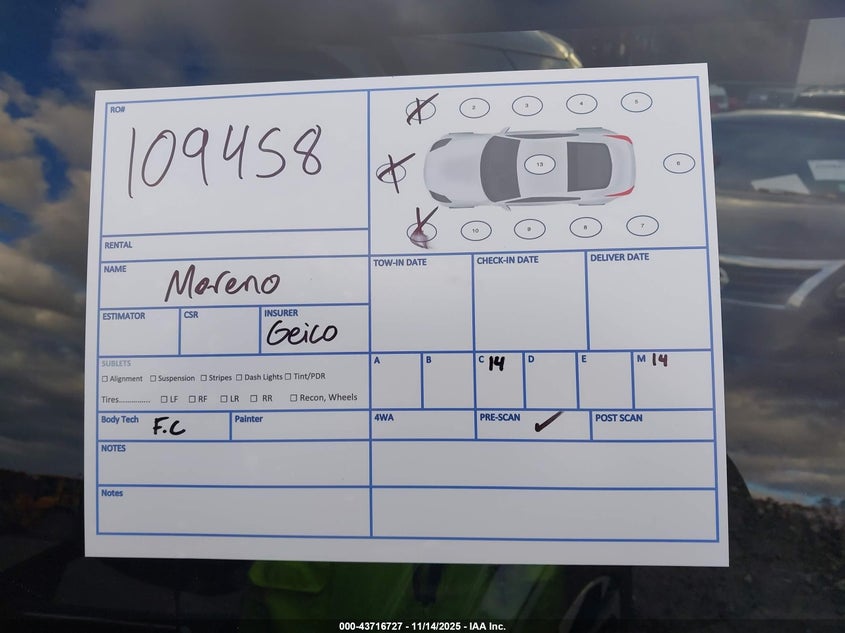 RO#
109458
2 3 4 5
13
6
10 9 8 7
RENTAL
NAME
Moreno
TOW-IN DATE CHECK-IN DATE DELIVER DATE
ESTIMATOR CSR INSURER
Geico
SUBLETS
Alignment Suspension Stripes Dash Lights Tint/PDR
Tires............... LF RF LR RR Recon, Wheels
A B C 14 D E M 14
Body Tech F.C Painter
4WA PRE-SCAN ✓ POST SCAN
NOTES
Notes
000-43716727 - 11/14/2025 - IAA Inc.